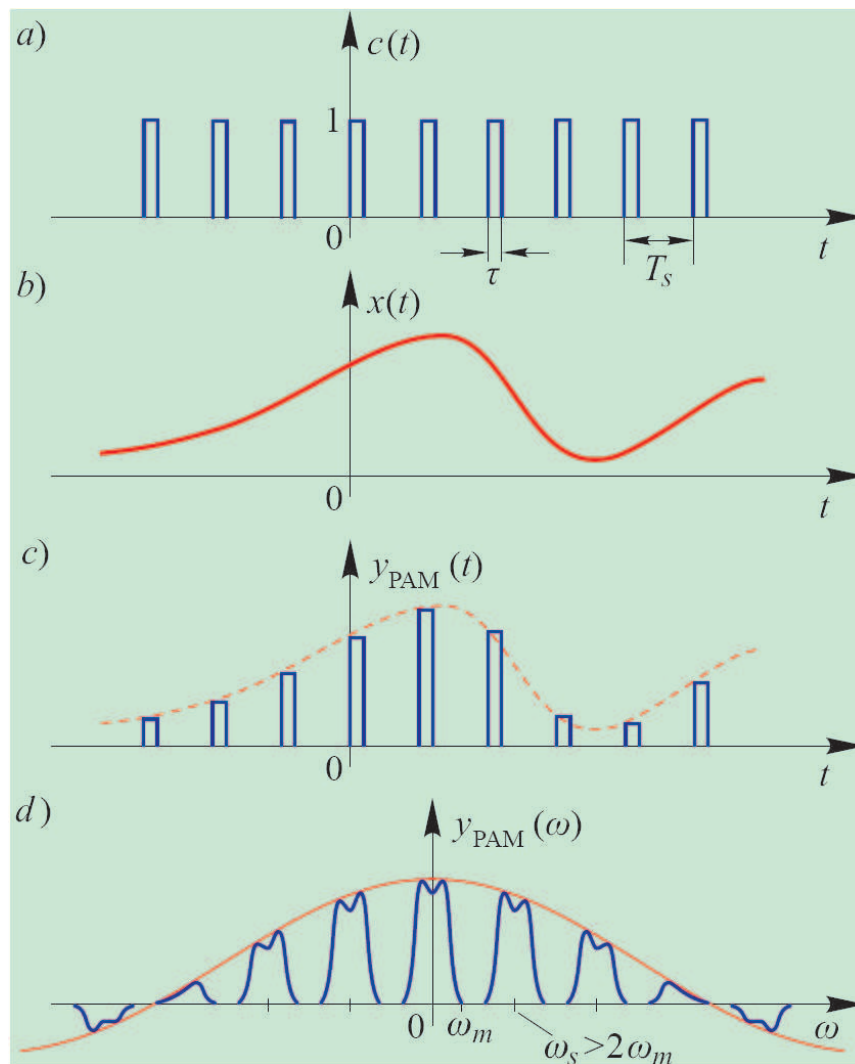 a)
c(t)
1
0
t
τ
T_s
b)
x(t)
0
t
c)
y_PAM (t)
0
t
d)
y_PAM (ω)
0
ω_m
ω_s > 2ω_m
ω